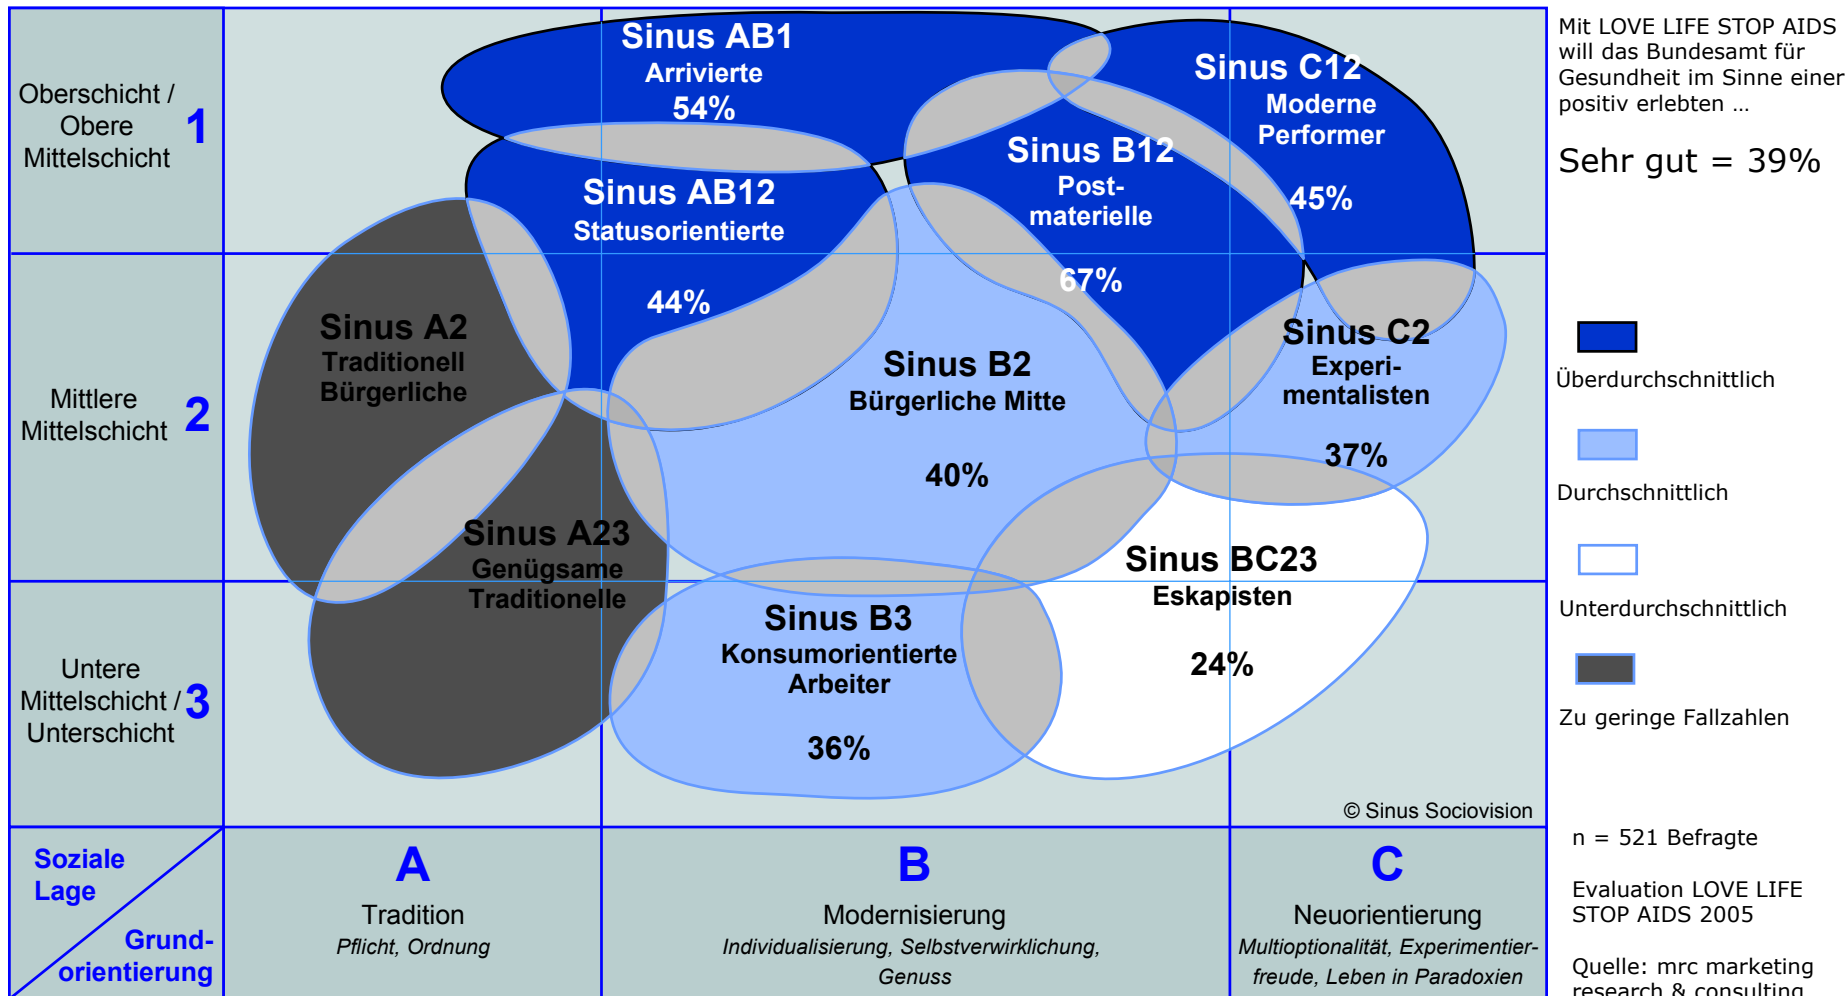 Sinus AB1
Arrivierte
54%
Sinus C12
Moderne
Performer
45%
Sinus B12
Post-
materielle
67%
Sinus AB12
Statusorientierte
44%
Sinus A2
Traditionell
Bürgerliche
Sinus B2
Bürgerliche Mitte
40%
Sinus C2
Experi-
mentalisten
37%
Sinus A23
Genügsame
Traditionelle
Sinus BC23
Eskapisten
24%
Sinus B3
Konsumorientierte
Arbeiter
36%
Oberschicht /
Obere
Mittelschicht
1
Mittlere
Mittelschicht
2
Untere
Mittelschicht /
Unterschicht
3
© Sinus Sociovision
Soziale
Lage
Grund-
orientierung
A
Tradition
Pflicht, Ordnung
B
Modernisierung
Individualisierung, Selbstverwirklichung,
Genuss
C
Neuorientierung
Multioptionalität, Experimentier-
freude, Leben in Paradoxien
Mit LOVE LIFE STOP AIDS
will das Bundesamt für
Gesundheit im Sinne einer
positiv erlebten …
Sehr gut = 39%
Überdurchschnittlich
Durchschnittlich
Unterdurchschnittlich
Zu geringe Fallzahlen
n = 521 Befragte
Evaluation LOVE LIFE
STOP AIDS 2005
Quelle: mrc marketing
research & consulting